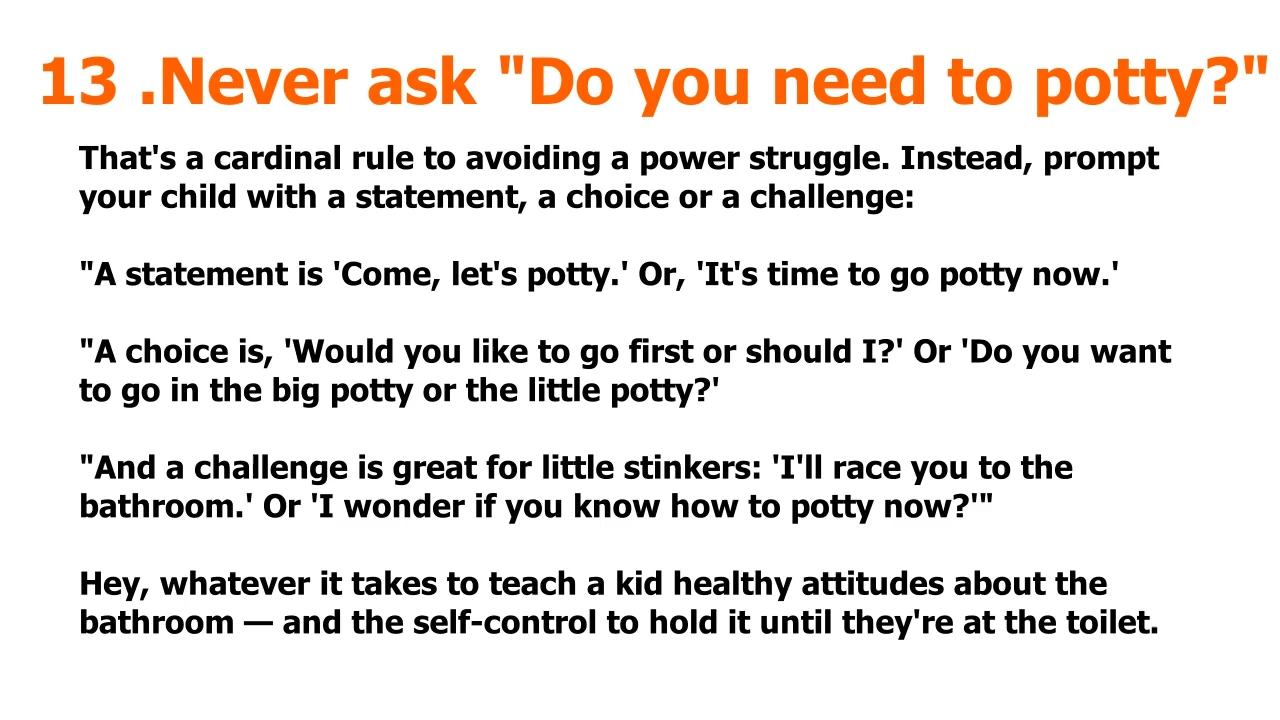 13 .Never ask "Do you need to potty?"
That's a cardinal rule to avoiding a power struggle. Instead, prompt
your child with a statement, a choice or a challenge:
"A statement is 'Come, let's potty.' Or, 'It's time to go potty now.'
"A choice is, 'Would you like to go first or should I?' Or 'Do you want
to go in the big potty or the little potty?'
"And a challenge is great for little stinkers: 'I'll race you to the
bathroom.' Or 'I wonder if you know how to potty now?'"
Hey, whatever it takes to teach a kid healthy attitudes about the
bathroom — and the self-control to hold it until they're at the toilet.